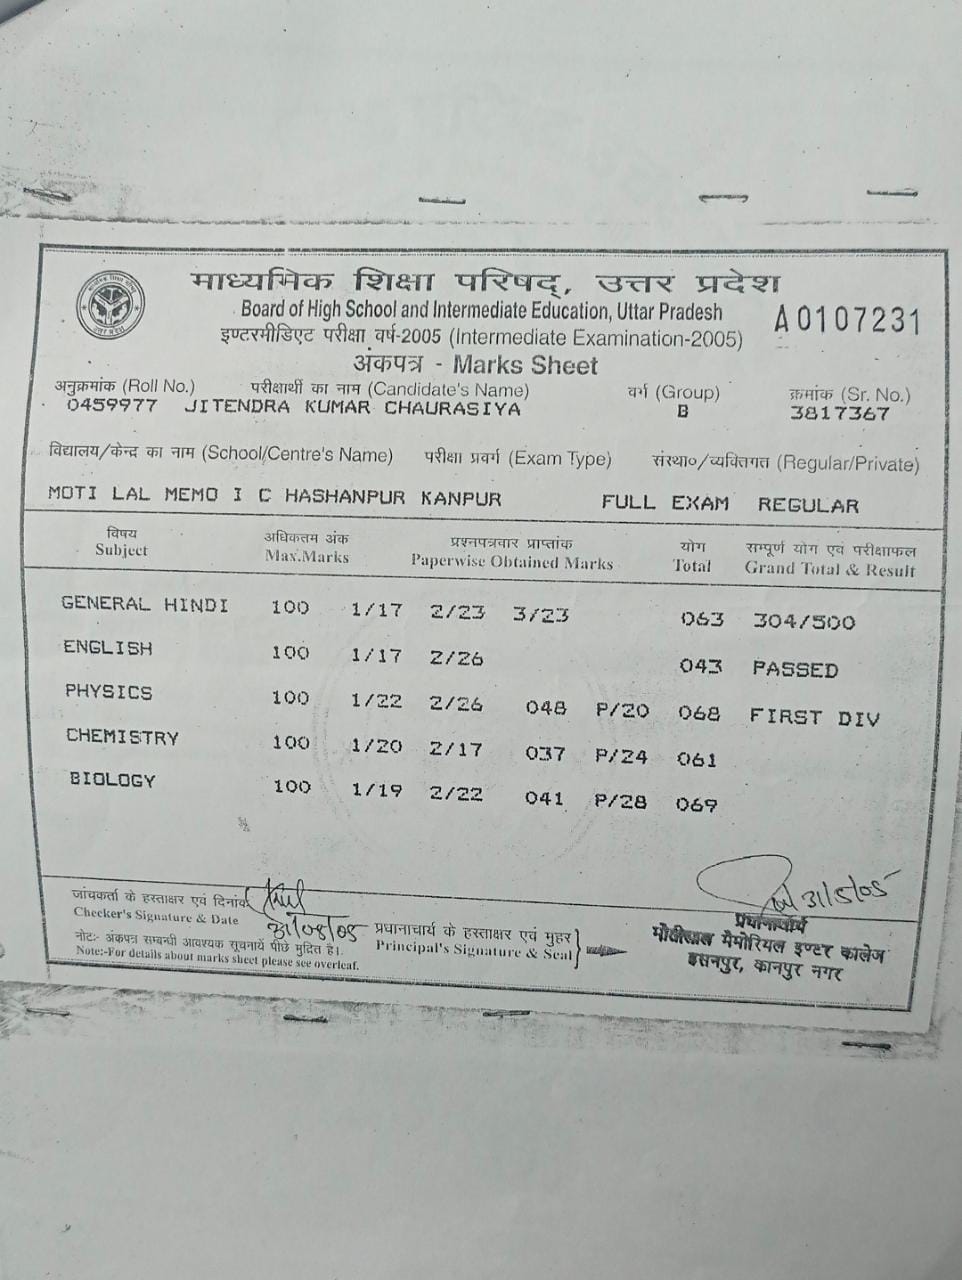 माध्यमिक शिक्षा परिषद्, उत्तर प्रदेश
Board of High School and Intermediate Education, Uttar Pradesh
A0107231
इण्टरमीडिएट परीक्षा वर्ष-2005 (Intermediate Examination-2005)
अंकपत्र - Marks Sheet
अनुक्रमांक (Roll No.) परीक्षार्थी का नाम (Candidate's Name) वर्ग (Group) क्रमांक (Sr. No.)
0459977 JITENDRA KUMAR CHAURASIYA B 3817367
विद्यालय/केन्द्र का नाम (School/Centre's Name) परीक्षा प्रवर्ग (Exam Type) संस्था०/व्यक्तिगत (Regular/Private)
MOTI LAL MEMO I C HASHANPUR KANPUR FULL EXAM REGULAR
विषय अधिकतम अंक प्रश्नपत्रवार प्राप्तांक योग सम्पूर्ण योग एवं परीक्षाफल
Subject Max.Marks Paperwise Obtained Marks Total Grand Total & Result
GENERAL HINDI 100 1/17 2/23 3/23 063 304/500
ENGLISH 100 1/17 2/26 043 PASSED
PHYSICS 100 1/22 2/26 048 P/20 068 FIRST DIV
CHEMISTRY 100 1/20 2/17 037 P/24 061
BIOLOGY 100 1/19 2/22 041 P/28 069
जांचकर्ता के हस्ताक्षर एवं दिनांक
Checker's Signature & Date 31/05/05
प्रधानाचार्य के हस्ताक्षर एवं मुहर
Principal's Signature & Seal
नोट:- अंकपत्र सम्बन्धी आवश्यक सूचनायें पीछे मुद्रित है।
Note:-For details about marks sheet please see overleaf.
31/5/05
प्रधानाचार्य
मोतीलाल मैमोरियल इण्टर कालेज
हसनपुर, कानपुर नगर